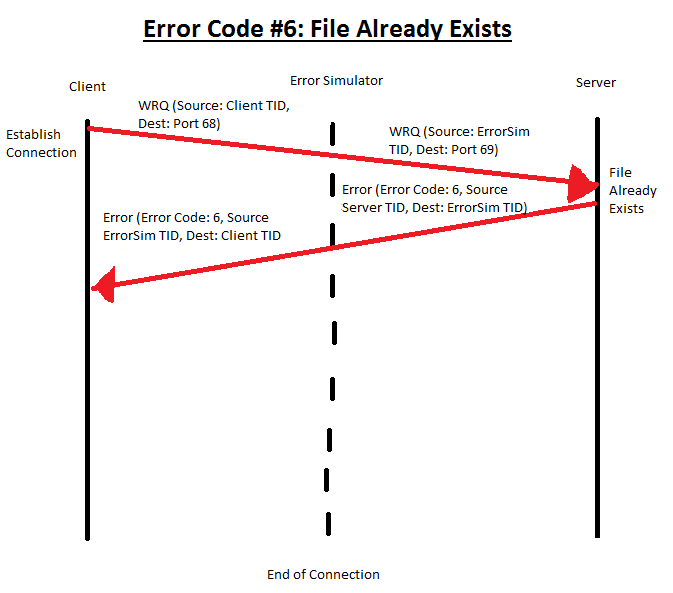 Error Code #6: File Already Exists
Client
Error Simulator
Server
WRQ (Source: Client TID,
Dest: Port 68)
Establish
Connection
WRQ (Source: ErrorSim
TID, Dest: Port 69)
File
Already
Exists
Error (Error Code: 6, Source
Server TID, Dest: ErrorSim TID)
Error (Error Code: 6, Source
ErrorSim TID, Dest: Client TID
End of Connection